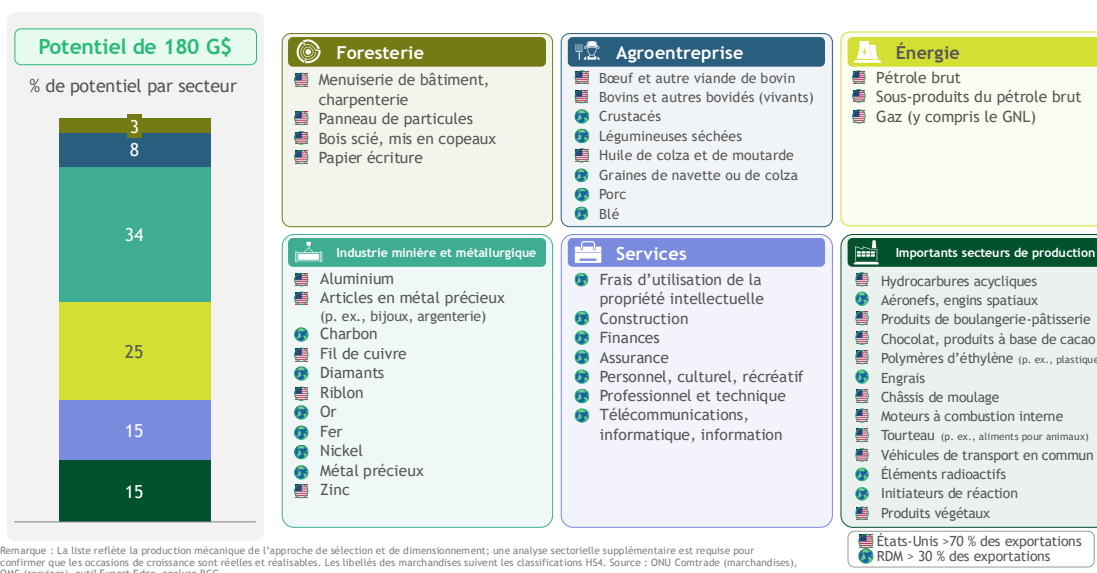 Potentiel de 180 G$
% de potentiel par secteur
3
8
34
25
15
15
Foresterie
Menuiserie de bâtiment,
charpenterie
Panneau de particules
Bois scié, mis en copeaux
Papier écriture
Agroentreprise
Bœuf et autre viande de bovin
Bovins et autres bovidés (vivants)
Crustacés
Légumineuses séchées
Huile de colza et de moutarde
Graines de navette ou de colza
Porc
Blé
Énergie
Pétrole brut
Sous-produits du pétrole brut
Gaz (y compris le GNL)
Industrie minière et métallurgique
Aluminium
Articles en métal précieux
(p. ex., bijoux, argenterie)
Charbon
Fil de cuivre
Diamants
Riblon
Or
Fer
Nickel
Métal précieux
Zinc
Services
Frais d’utilisation de la
propriété intellectuelle
Construction
Finances
Assurance
Personnel, culturel, récréatif
Professionnel et technique
Télécommunications,
informatique, information
Importants secteurs de production
Hydrocarbures acycliques
Aéronefs, engins spatiaux
Produits de boulangerie-pâtisserie
Chocolat, produits à base de cacao
Polymères d’éthylène (p. ex., plastique
Engrais
Châssis de moulage
Moteurs à combustion interne
Tourteau (p. ex., aliments pour animaux)
Véhicules de transport en commun
Éléments radioactifs
Initiateurs de réaction
Produits végétaux
États-Unis >70 % des exportations
RDM > 30 % des exportations
Remarque : La liste reflète la production mécanique de l’approche de sélection et de dimensionnement; une analyse sectorielle supplémentaire est requise pour
confirmer que les occasions de croissance sont réelles et réalisables. Les libellés des marchandises suivent les classifications HS4. Source : ONU Comtrade (marchandises),